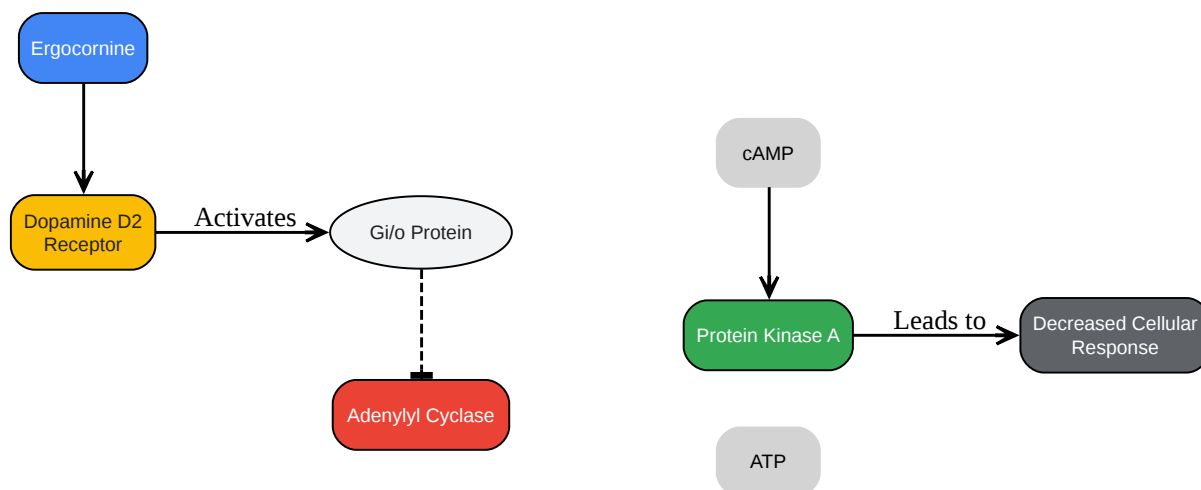 Ergocornine
Dopamine D2
Receptor
Activates
Gi/o Protein
Adenylyl Cyclase
cAMP
Protein Kinase A
Leads to
Decreased Cellular
Response
ATP